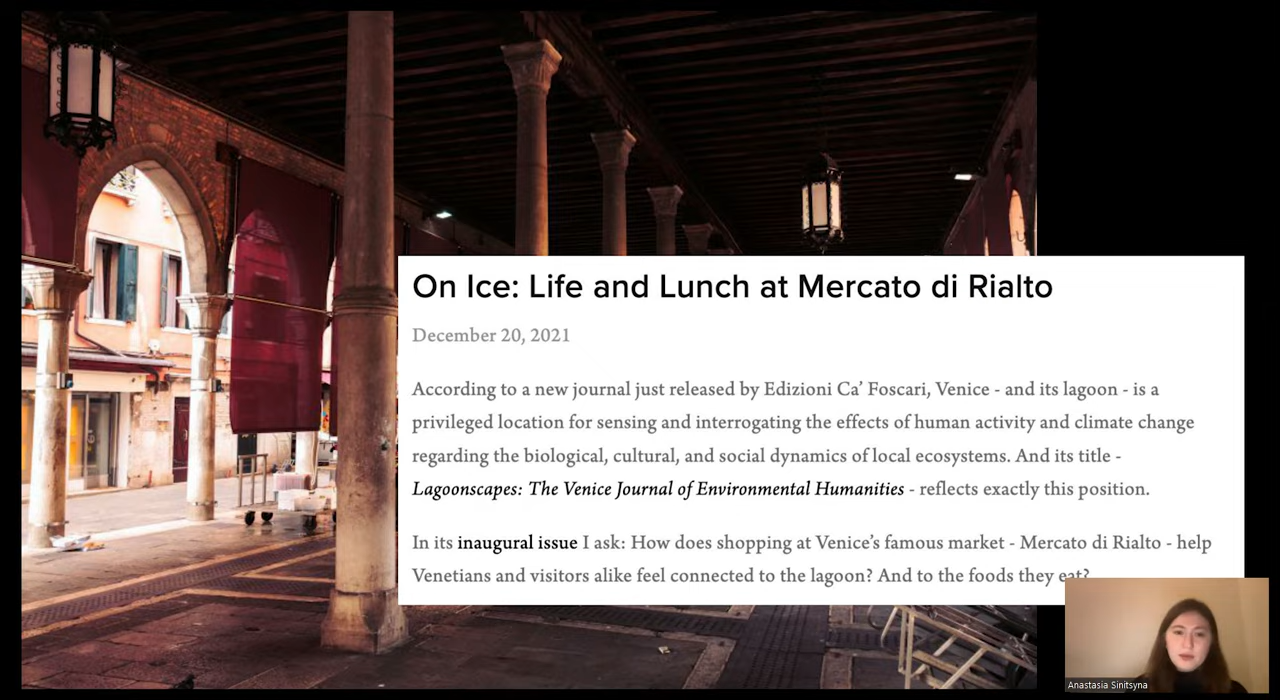 On Ice: Life and Lunch at Mercato di Rialto
December 20, 2021
According to a new journal just released by Edizioni Ca’ Foscari, Venice - and its lagoon - is a
privileged location for sensing and interrogating the effects of human activity and climate change
regarding the biological, cultural, and social dynamics of local ecosystems. And its title -
Lagoonscapes: The Venice Journal of Environmental Humanities - reflects exactly this position.
In its inaugural issue I ask: How does shopping at Venice’s famous market - Mercato di Rialto - help
Venetians and visitors alike feel connected to the lagoon? And to the foods they eat?
Anastasia Sinitsyna